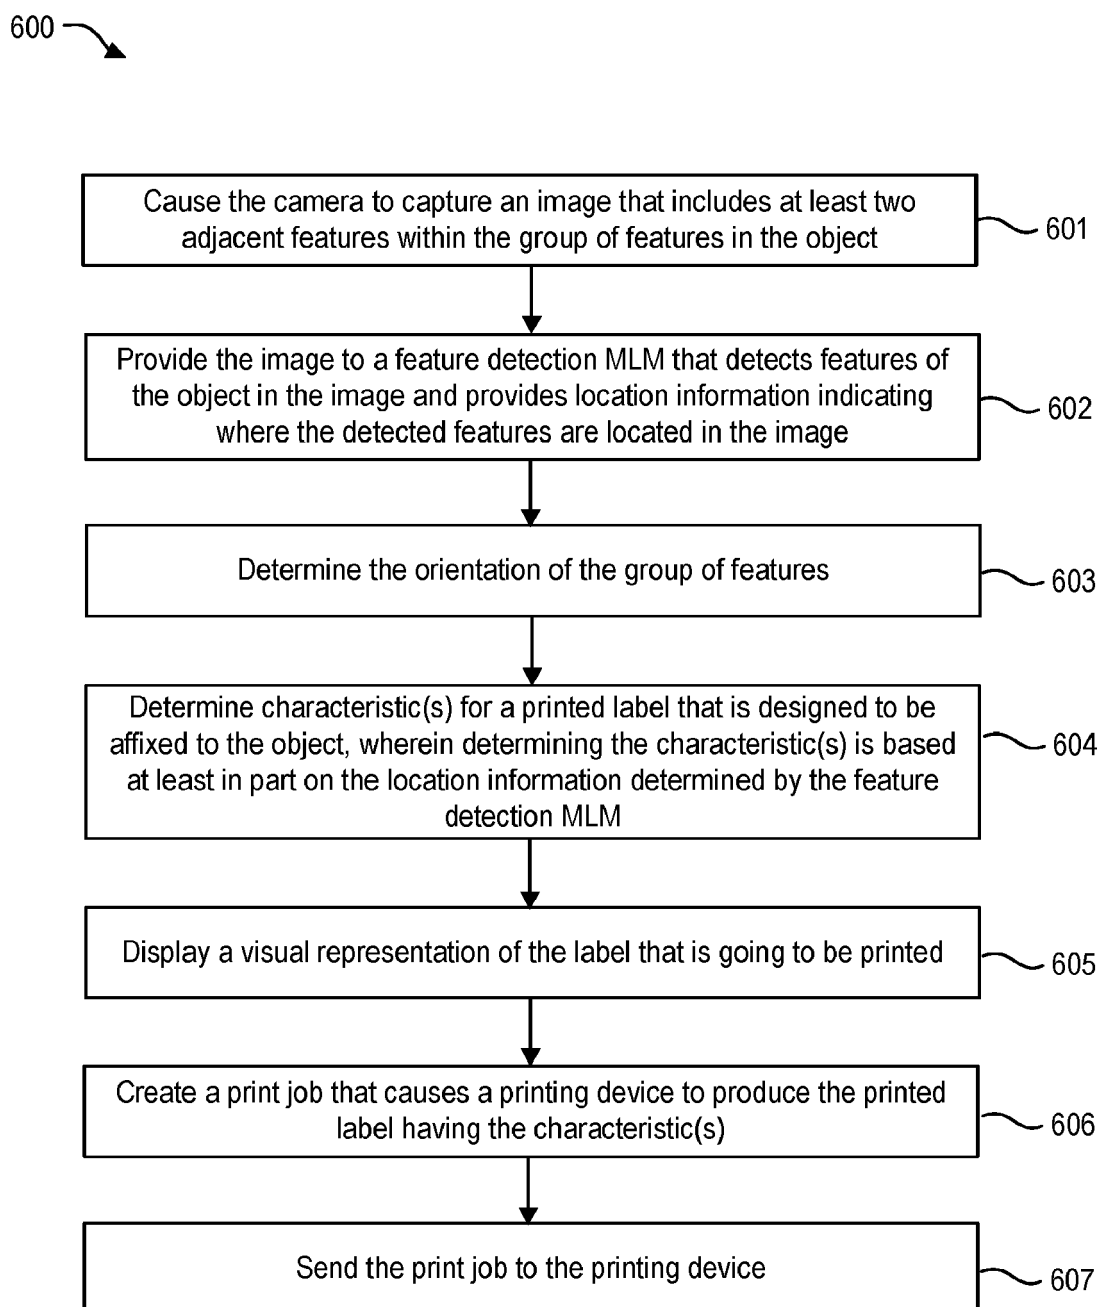 600
Cause the camera to capture an image that includes at least two
adjacent features within the group of features in the object
601
Provide the image to a feature detection MLM that detects features of
the object in the image and provides location information indicating
where the detected features are located in the image
602
Determine the orientation of the group of features
603
Determine characteristic(s) for a printed label that is designed to be
affixed to the object, wherein determining the characteristic(s) is based
at least in part on the location information determined by the feature
detection MLM
604
Display a visual representation of the label that is going to be printed
605
Create a print job that causes a printing device to produce the printed
label having the characteristic(s)
606
Send the print job to the printing device
607